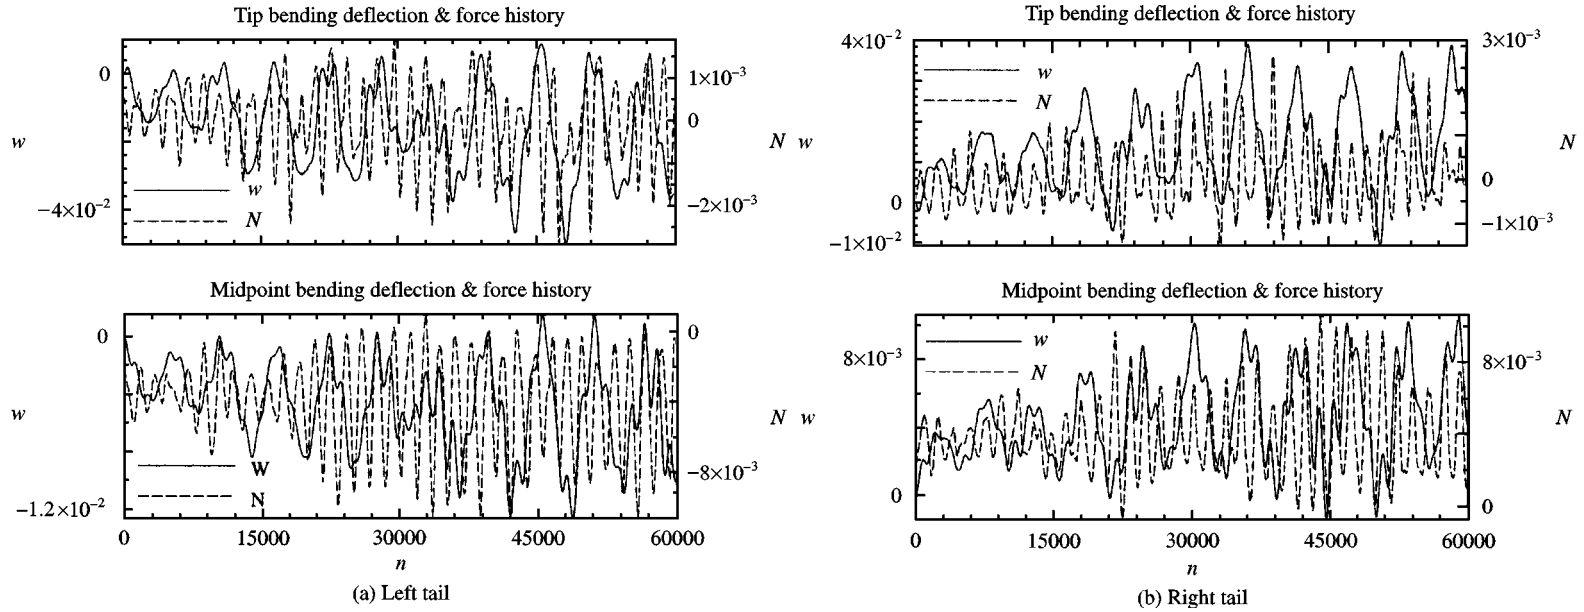 Tip bending deflection & force history
0
−4×10⁻²
w
1×10⁻³
0
−2×10⁻³
N
w
N
Midpoint bending deflection & force history
0
−1.2×10⁻²
w
0
−8×10⁻³
N
W
N
0 15000 30000 45000 60000
n
(a) Left tail
Tip bending deflection & force history
4×10⁻²
0
−1×10⁻²
w
3×10⁻³
0
−1×10⁻³
N
w
N
Midpoint bending deflection & force history
8×10⁻³
0
w
8×10⁻³
0
N
w
N
0 15000 30000 45000 60000
n
(b) Right tail